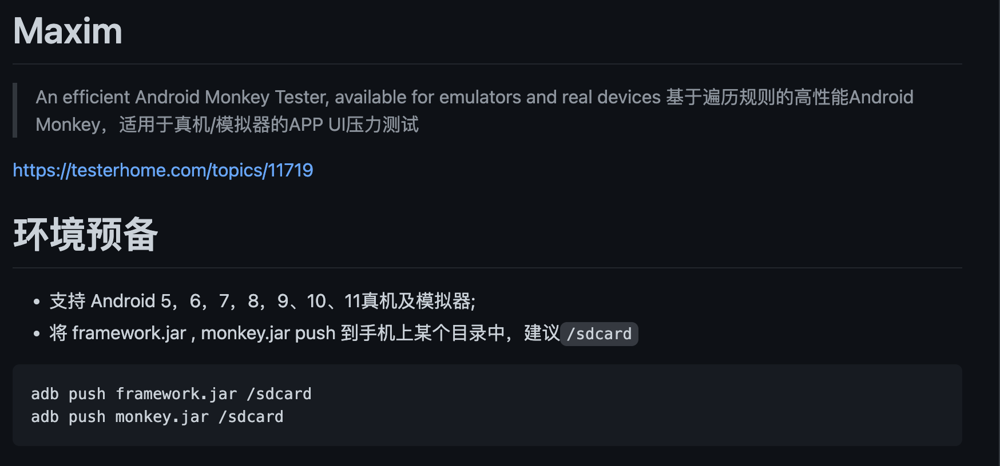 Maxim
An efficient Android Monkey Tester, available for emulators and real devices 基于遍历规则的高性能Android
Monkey，适用于真机/模拟器的APP UI压力测试
https://testerhome.com/topics/11719
环境预备
• 支持 Android 5，6，7，8，9、10、11真机及模拟器;
• 将 framework.jar , monkey.jar push 到手机上某个目录中，建议 /sdcard
adb push framework.jar /sdcard
adb push monkey.jar /sdcard